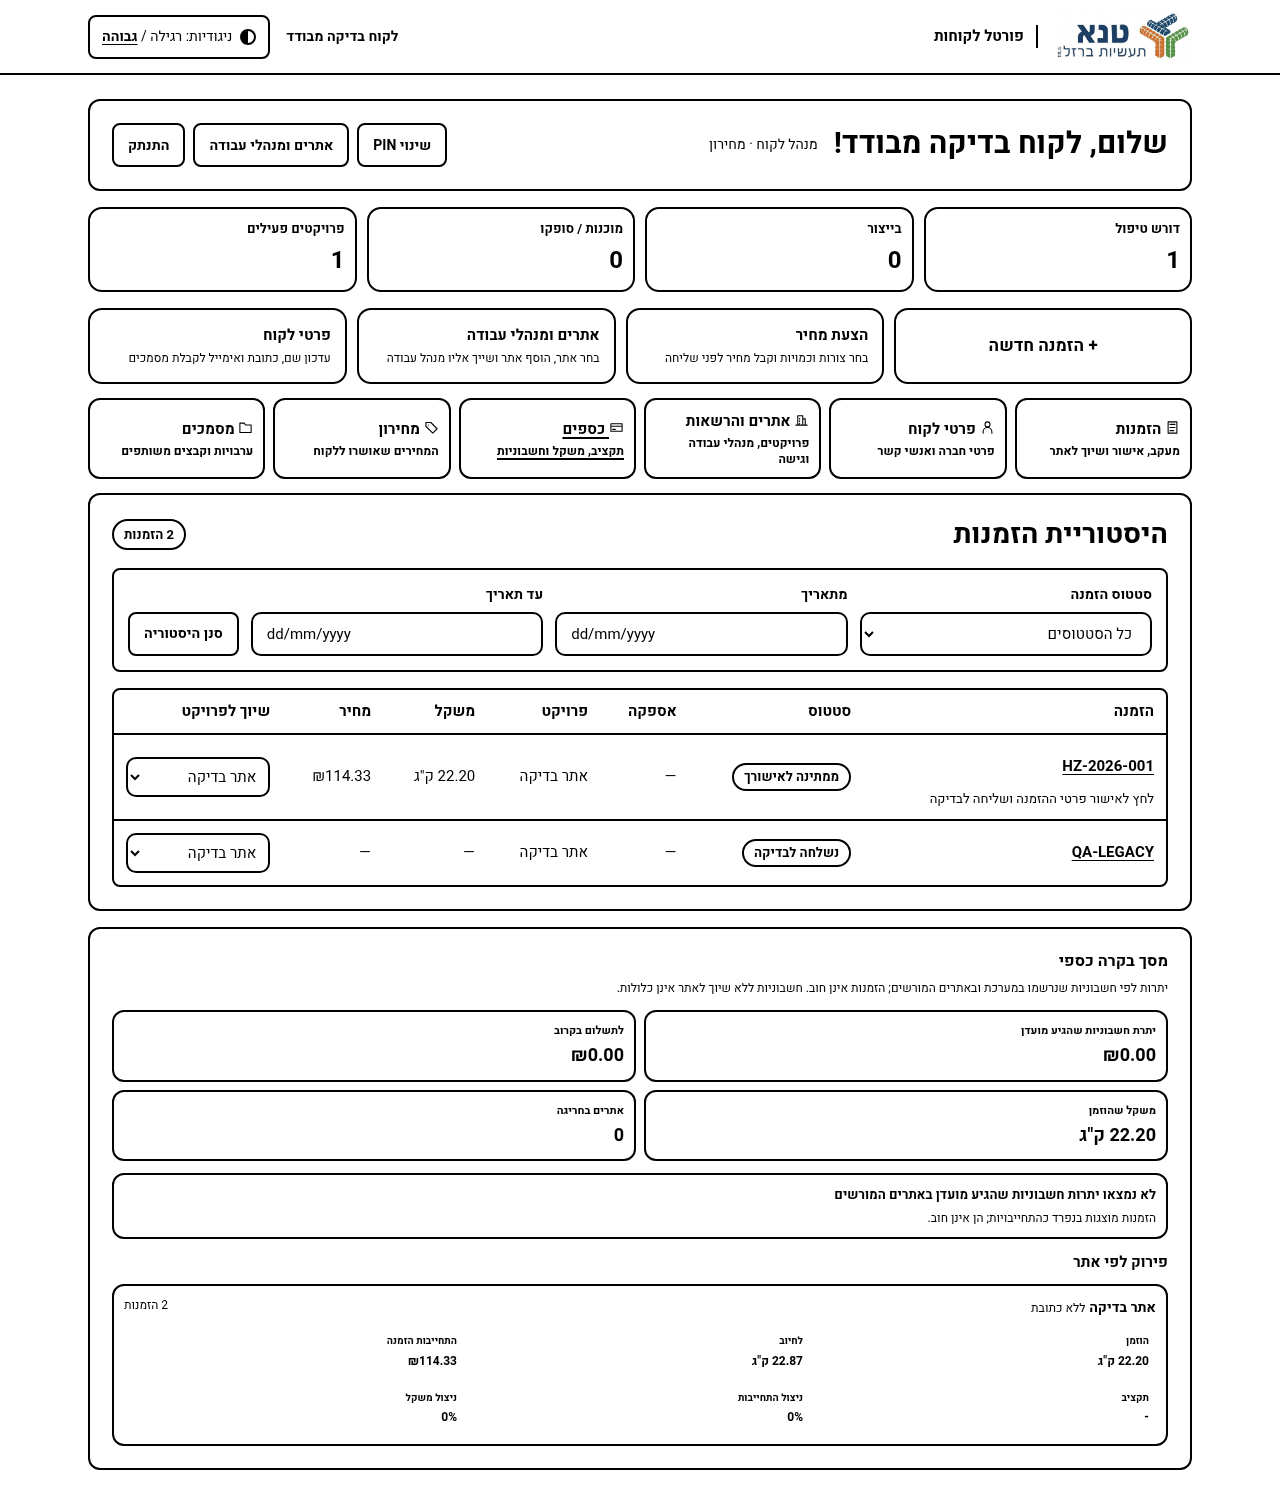 טנא
תעשיות ברזל
פורטל לקוחות
לקוח בדיקה מבודד
ניגודיות: רגילה / גבוהה
שלום, לקוח בדיקה מבודד!
מנהל לקוח · מחירון
שינוי PIN
אתרים ומנהלי עבודה
התנתק
דורש טיפול
1
בייצור
0
מוכנות / סופקו
0
פרויקטים פעילים
1
+ הזמנה חדשה
הצעת מחיר
בחר צורות וכמויות וקבל מחיר לפני שליחה
אתרים ומנהלי עבודה
בחר אתר, הוסף אתר ושייך אליו מנהל עבודה
פרטי לקוח
עדכון שם, כתובת ואימייל לקבלת מסמכים
הזמנות
מעקב, אישור ושיוך לאתר
פרטי לקוח
פרטי חברה ואנשי קשר
אתרים והרשאות
פרויקטים, מנהלי עבודה
וגישה
כספים
תקציב, משקל וחשבוניות
מחירון
המחירים שאושרו ללקוח
מסמכים
ערבויות וקבצים משותפים
היסטוריית הזמנות
2 הזמנות
סטטוס הזמנה
מתאריך
עד תאריך
כל הסטטוסים
dd/mm/yyyy
dd/mm/yyyy
סנן היסטוריה
הזמנה	סטטוס	אספקה	פרויקט	משקל	מחיר	שיוך לפרויקט
HZ-2026-001	ממתינה לאישורך	—	אתר בדיקה	22.20 ק"ג	₪114.33	אתר בדיקה
לחץ לאישור פרטי ההזמנה ושליחה לבדיקה
QA-LEGACY	נשלחה לבדיקה	—	אתר בדיקה	—	—	אתר בדיקה
מסך בקרה כספי
יתרות לפי חשבוניות שנרשמו במערכת ובאתרים המורשים; הזמנות אינן חוב. חשבוניות ללא שיוך לאתר אינן כלולות.
יתרת חשבוניות שהגיע מועדן
₪0.00
לתשלום בקרוב
₪0.00
משקל שהוזמן
22.20 ק"ג
אתרים בחריגה
0
לא נמצאו יתרות חשבוניות שהגיע מועדן באתרים המורשים
הזמנות מוצגות בנפרד כהתחייבויות; הן אינן חוב.
פירוק לפי אתר
אתר בדיקה ללא כתובת
2 הזמנות
הוזמן	לחיוב	התחייבות הזמנה
22.20 ק"ג	22.87 ק"ג	₪114.33
תקציב	ניצול התחייבות	ניצול משקל
-	0%	0%